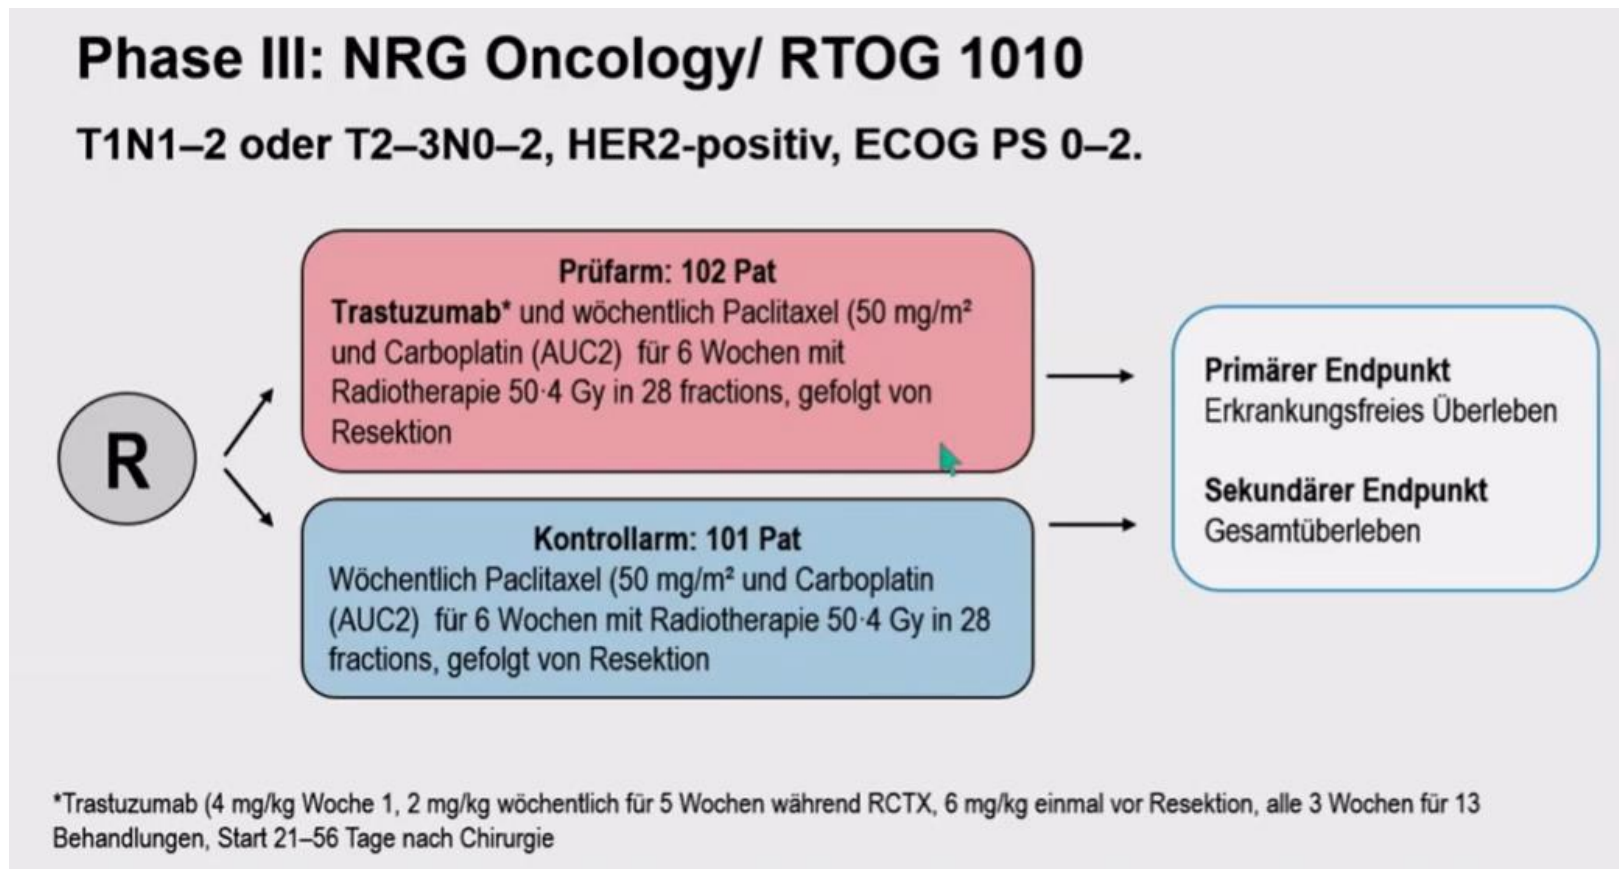 Phase III: NRG Oncology/ RTOG 1010
T1N1–2 oder T2–3N0–2, HER2-positiv, ECOG PS 0–2.
R
Prüfarm: 102 Pat
Trastuzumab* und wöchentlich Paclitaxel (50 mg/m²
und Carboplatin (AUC2) für 6 Wochen mit
Radiotherapie 50·4 Gy in 28 fractions, gefolgt von
Resektion
Kontrollarm: 101 Pat
Wöchentlich Paclitaxel (50 mg/m² und Carboplatin
(AUC2) für 6 Wochen mit Radiotherapie 50·4 Gy in 28
fractions, gefolgt von Resektion
Primärer Endpunkt
Erkrankungsfreies Überleben
Sekundärer Endpunkt
Gesamtüberleben
*Trastuzumab (4 mg/kg Woche 1, 2 mg/kg wöchentlich für 5 Wochen während RCTX, 6 mg/kg einmal vor Resektion, alle 3 Wochen für 13
Behandlungen, Start 21–56 Tage nach Chirurgie